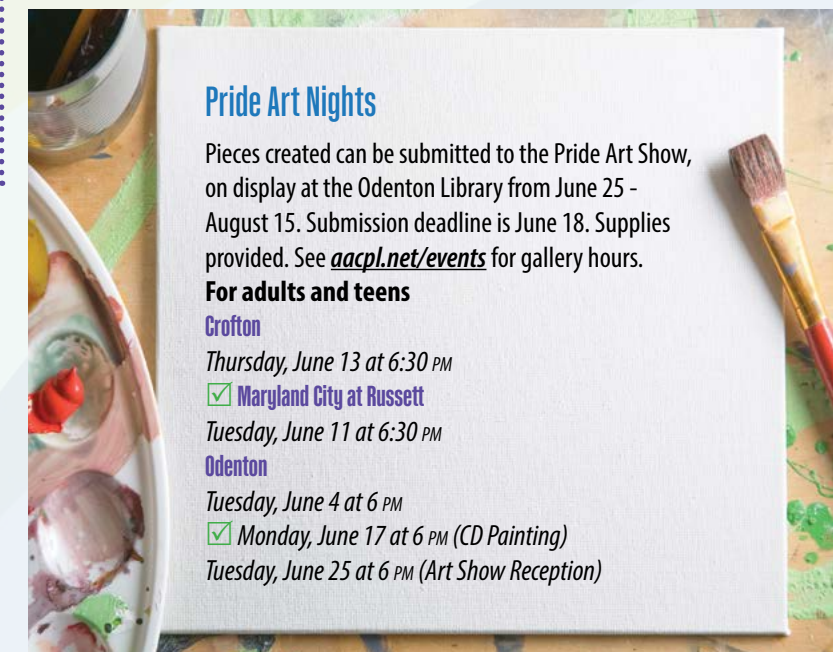 Pride Art Nights
Pieces created can be submitted to the Pride Art Show,
on display at the Odenton Library from June 25 -
August 15. Submission deadline is June 18. Supplies
provided. See aacpl.net/events for gallery hours.
For adults and teens
Crofton
Thursday, June 13 at 6:30 PM
☑ Maryland City at Russett
Tuesday, June 11 at 6:30 PM
Odenton
Tuesday, June 4 at 6 PM
☑ Monday, June 17 at 6 PM (CD Painting)
Tuesday, June 25 at 6 PM (Art Show Reception)